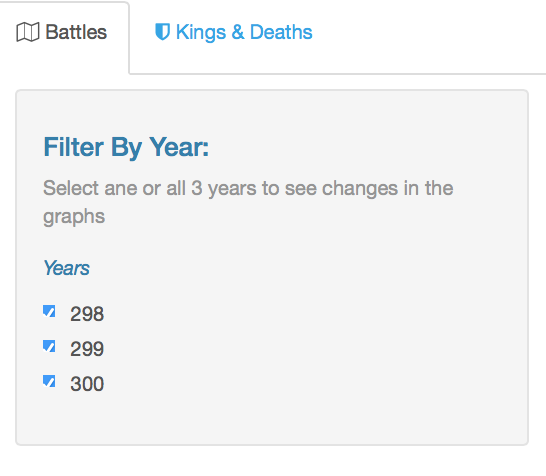 Battles
Kings & Deaths
Filter By Year:
Select ane or all 3 years to see changes in the
graphs
Years
298
299
300